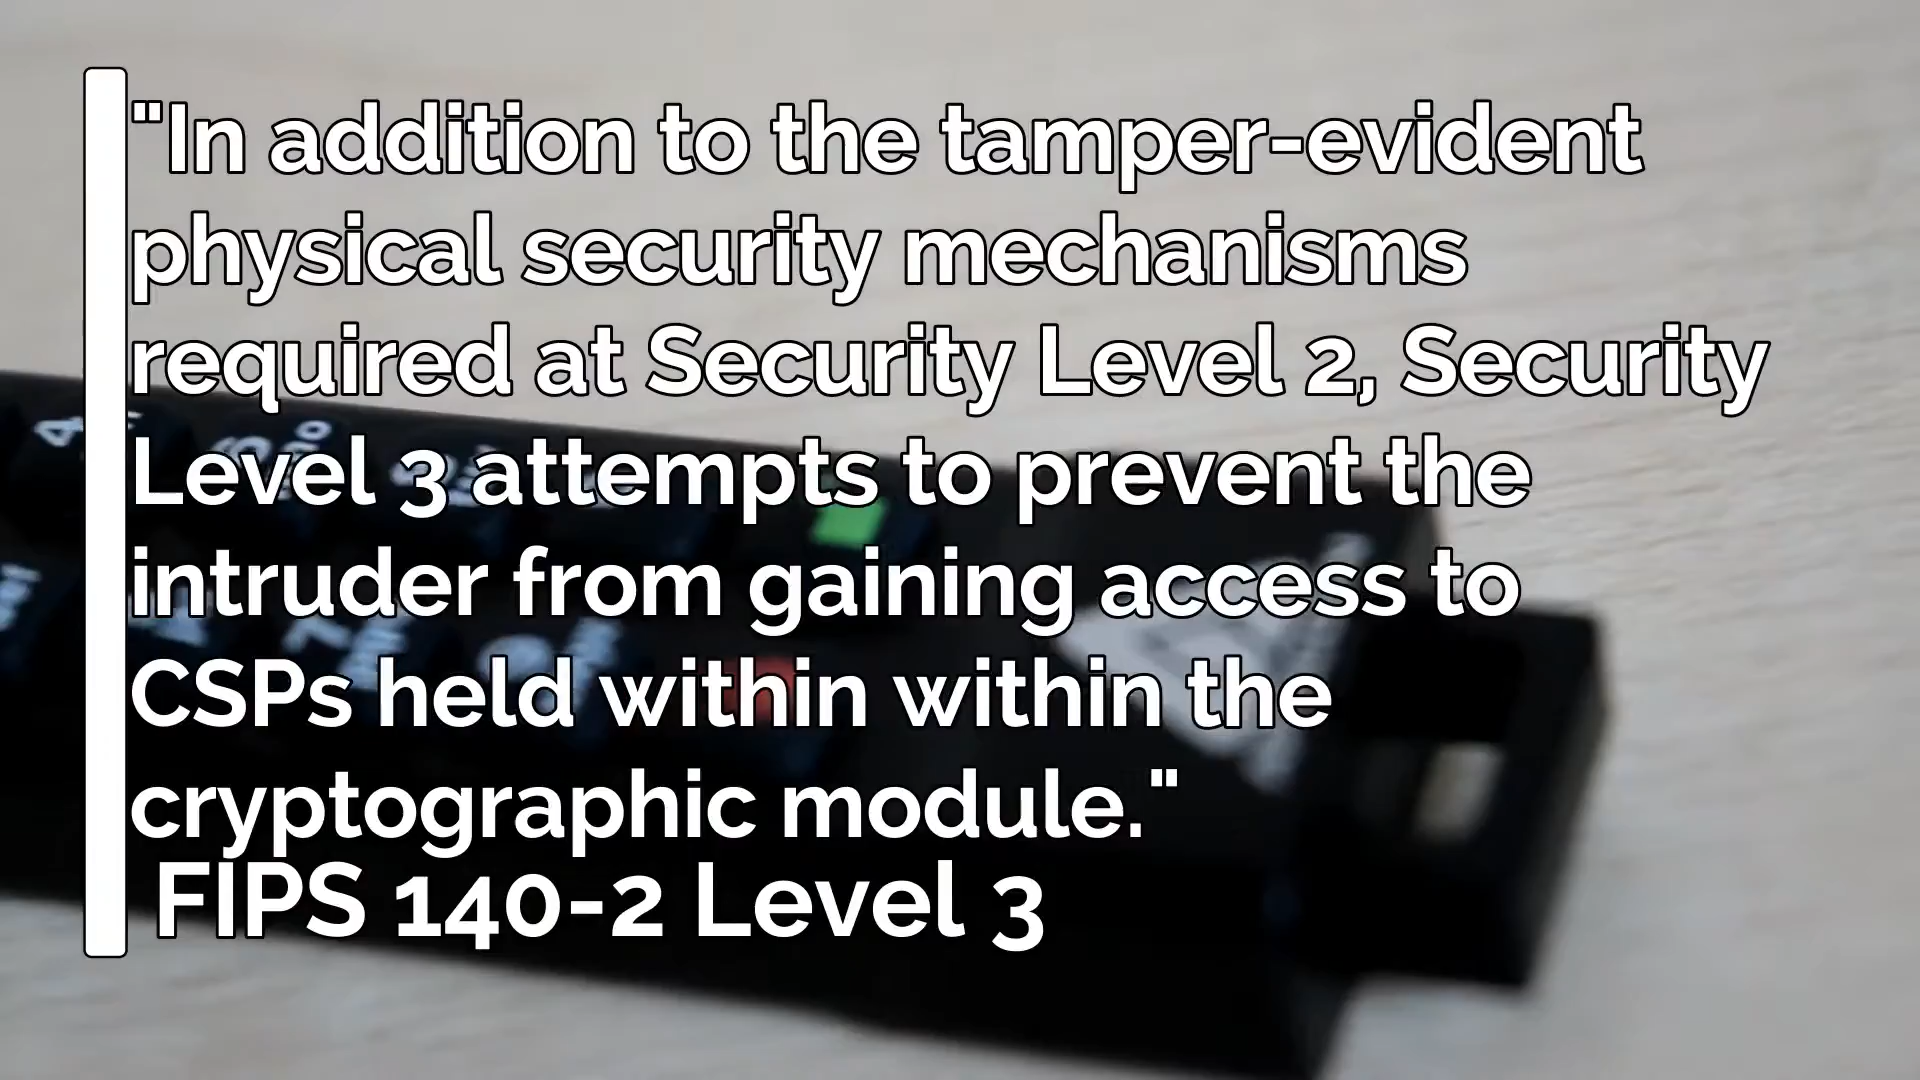 "In addition to the tamper-evident
physical security mechanisms
required at Security Level 2, Security
Level 3 attempts to prevent the
intruder from gaining access to
CSPs held within within the
cryptographic module."
FIPS 140-2 Level 3